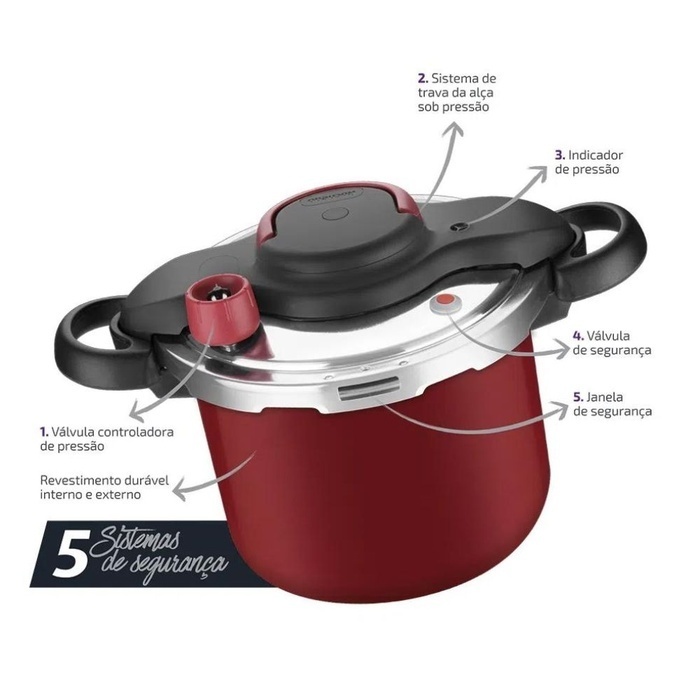 2. Sistema de
trava da alça
sob pressão
3. Indicador
de pressão
4. Válvula
de segurança
5. Janela
de segurança
1. Válvula controladora
de pressão
Revestimento durável
interno e externo
5 Sistemas
de segurança